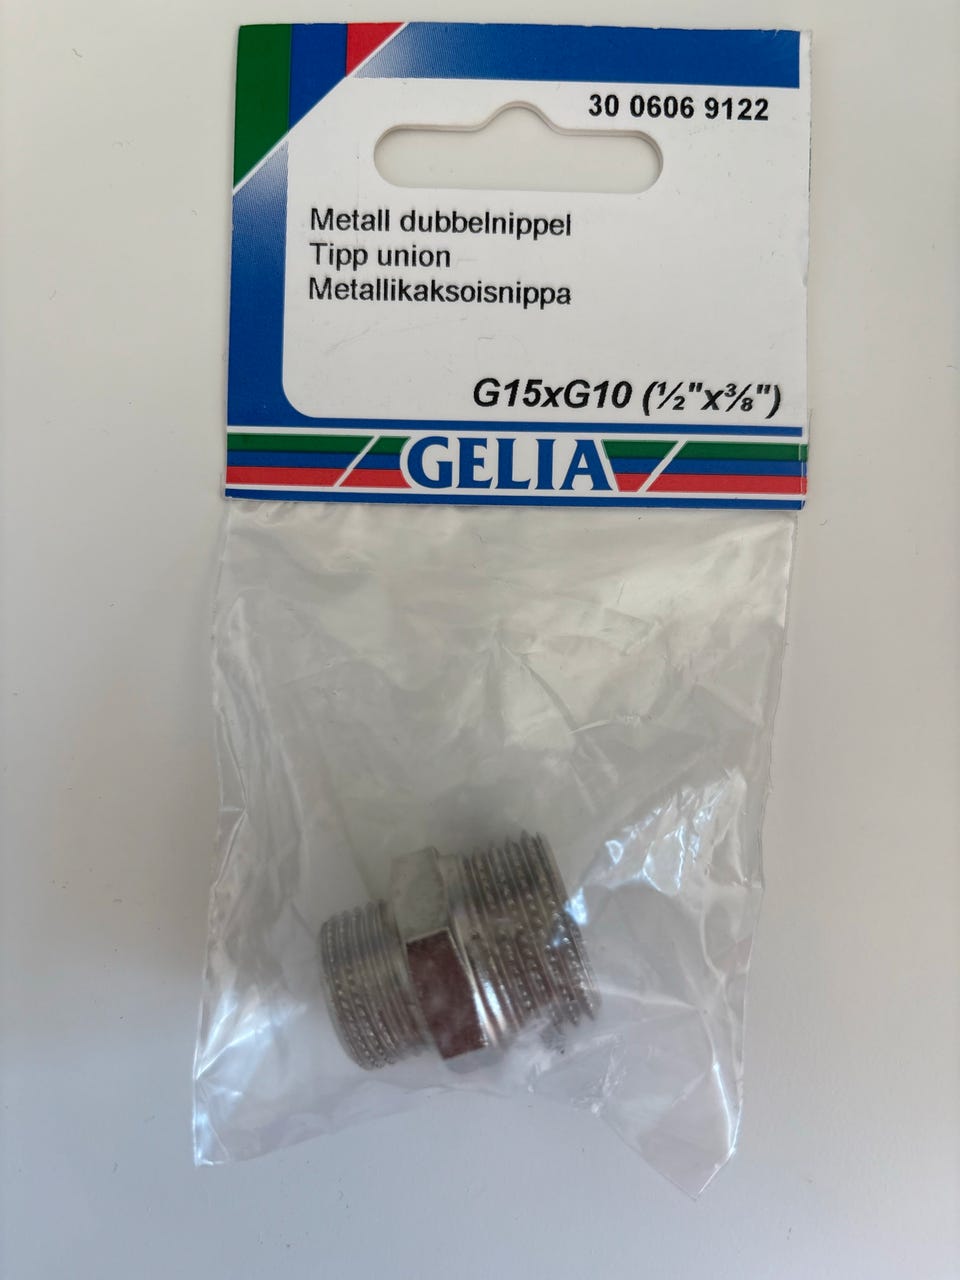 30 0606 9122
Metall dubbelnippel
Tipp union
Metallikaksoisnippa
G15xG10 (½"x⅜")
GELIA